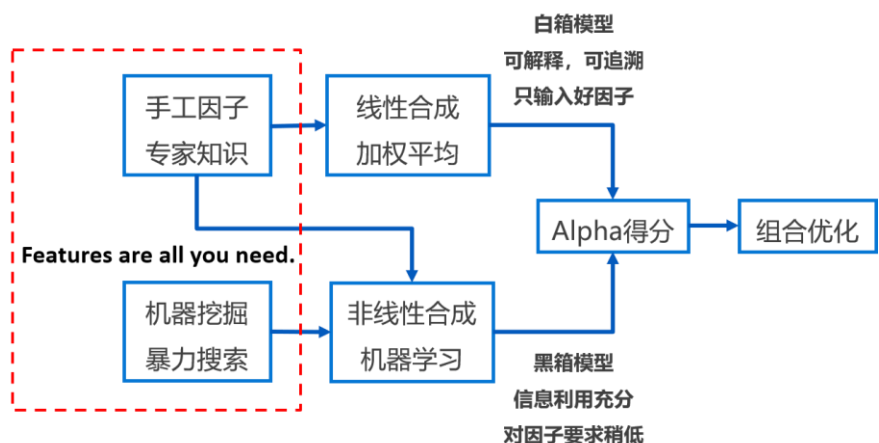 白箱模型
可解释，可追溯
只输入好因子
手工因子
专家知识
线性合成
加权平均
Alpha得分
组合优化
Features are all you need.
机器挖掘
暴力搜索
非线性合成
机器学习
黑箱模型
信息利用充分
对因子要求稍低